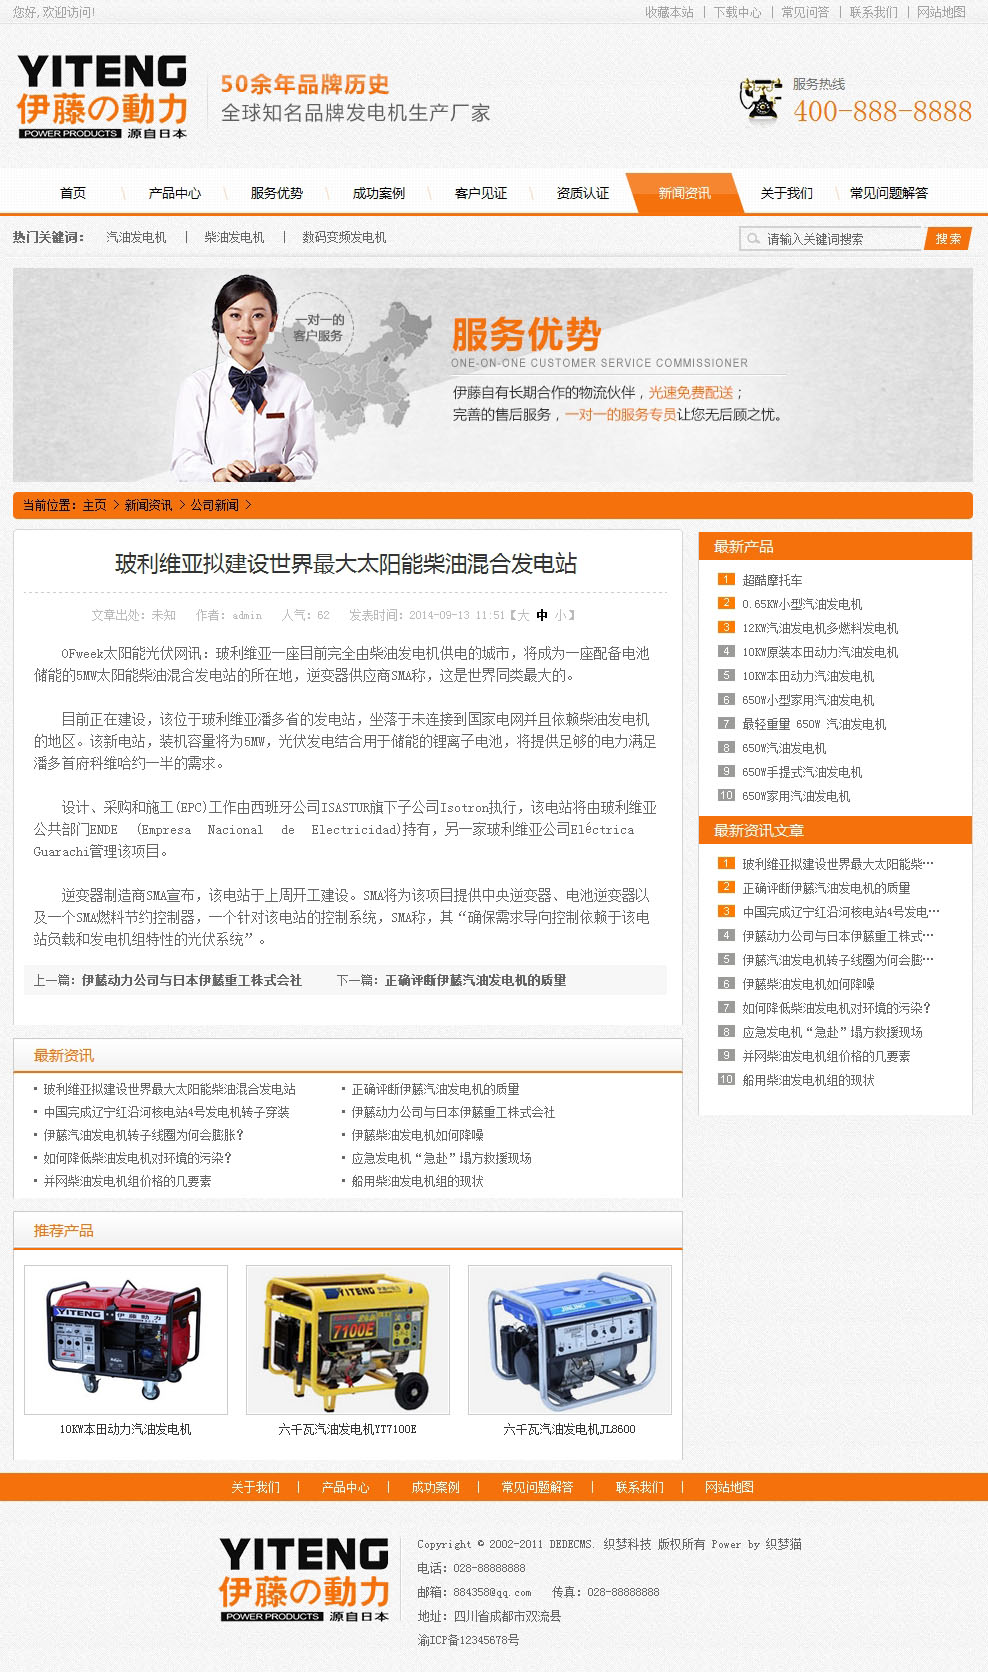 您好,欢迎访问!
收藏本站 | 下载中心 | 常见问答 | 联系我们 | 网站地图
YITENG
伊藤の動力
POWER PRODUCTS 源自日本
50余年品牌历史
全球知名品牌发电机生产厂家
服务热线
400-888-8888
首页 产品中心 服务优势 成功案例 客户见证 资质认证 新闻资讯 关于我们 常见问题解答
热门关键词： 汽油发电机 | 柴油发电机 | 数码变频发电机
请输入关键词搜索 搜索
一对一的
客户服务
服务优势
ONE-ON-ONE CUSTOMER SERVICE COMMISSIONER
伊藤自有长期合作的物流伙伴，光速免费配送；
完善的售后服务，一对一的服务专员让您无后顾之忧。
当前位置：主页 > 新闻资讯 > 公司新闻 >
玻利维亚拟建设世界最大太阳能柴油混合发电站
文章出处：未知 作者：admin 人气：62 发表时间：2014-09-13 11:51【大 中 小】
OFweek太阳能光伏网讯：玻利维亚一座目前完全由柴油发电机供电的城市，将成为一座配备电池
储能的5MW太阳能柴油混合发电站的所在地，逆变器供应商SMA称，这是世界同类最大的。
目前正在建设，该位于玻利维亚潘多省的发电站，坐落于未连接到国家电网并且依赖柴油发电机
的地区。该新电站，装机容量将为5MW，光伏发电结合用于储能的锂离子电池，将提供足够的电力满足
潘多首府科维哈约一半的需求。
设计、采购和施工(EPC)工作由西班牙公司ISASTUR旗下子公司Isotron执行，该电站将由玻利维亚
公共部门ENDE (Empresa Nacional de Electricidad)持有，另一家玻利维亚公司Eléctrica
Guarachi管理该项目。
逆变器制造商SMA宣布，该电站于上周开工建设。SMA将为该项目提供中央逆变器、电池逆变器以
及一个SMA燃料节约控制器，一个针对该电站的控制系统，SMA称，其“确保需求导向控制依赖于该电
站负载和发电机组特性的光伏系统”。
上一篇：伊藤动力公司与日本伊藤重工株式会社 下一篇：正确评断伊藤汽油发电机的质量
最新资讯
玻利维亚拟建设世界最大太阳能柴油混合发电站
正确评断伊藤汽油发电机的质量
中国完成辽宁红沿河核电站4号发电机转子穿装
伊藤动力公司与日本伊藤重工株式会社
伊藤汽油发电机转子线圈为何会膨胀?
伊藤柴油发电机如何降噪
如何降低柴油发电机对环境的污染?
应急发电机“急赴”塌方救援现场
并网柴油发电机组价格的几要素
船用柴油发电机组的现状
推荐产品
YITENG 伊藤動力
YITENG
7100E
JINLING
10KW本田动力汽油发电机
六千瓦汽油发电机YT7100E
六千瓦汽油发电机JL8600
最新产品
1 超酷摩托车
2 0.65KW小型汽油发电机
3 12KW汽油发电机多燃料发电机
4 10KW原装本田动力汽油发电机
5 10KW本田动力汽油发电机
6 650W小型家用汽油发电机
7 最轻重量 650W 汽油发电机
8 650W汽油发电机
9 650W手提式汽油发电机
10 650W家用汽油发电机
最新资讯文章
1 玻利维亚拟建设世界最大太阳能柴…
2 正确评断伊藤汽油发电机的质量
3 中国完成辽宁红沿河核电站4号发电…
4 伊藤动力公司与日本伊藤重工株式…
5 伊藤汽油发电机转子线圈为何会膨…
6 伊藤柴油发电机如何降噪
7 如何降低柴油发电机对环境的污染?
8 应急发电机“急赴”塌方救援现场
9 并网柴油发电机组价格的几要素
10 船用柴油发电机组的现状
关于我们 | 产品中心 | 成功案例 | 常见问题解答 | 联系我们 | 网站地图
YITENG
伊藤の動力
POWER PRODUCTS 源自日本
Copyright © 2002-2011 DEDECMS. 织梦科技 版权所有 Power by 织梦猫
电话：028-88888888
邮箱：884358@qq.com 传真：028-88888888
地址：四川省成都市双流县
渝ICP备12345678号